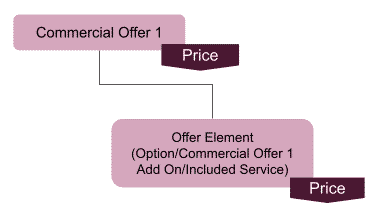 Commercial Offer 1
Price
Offer Element
(Option/Commercial Offer 1
Add On/Included Service)
Price